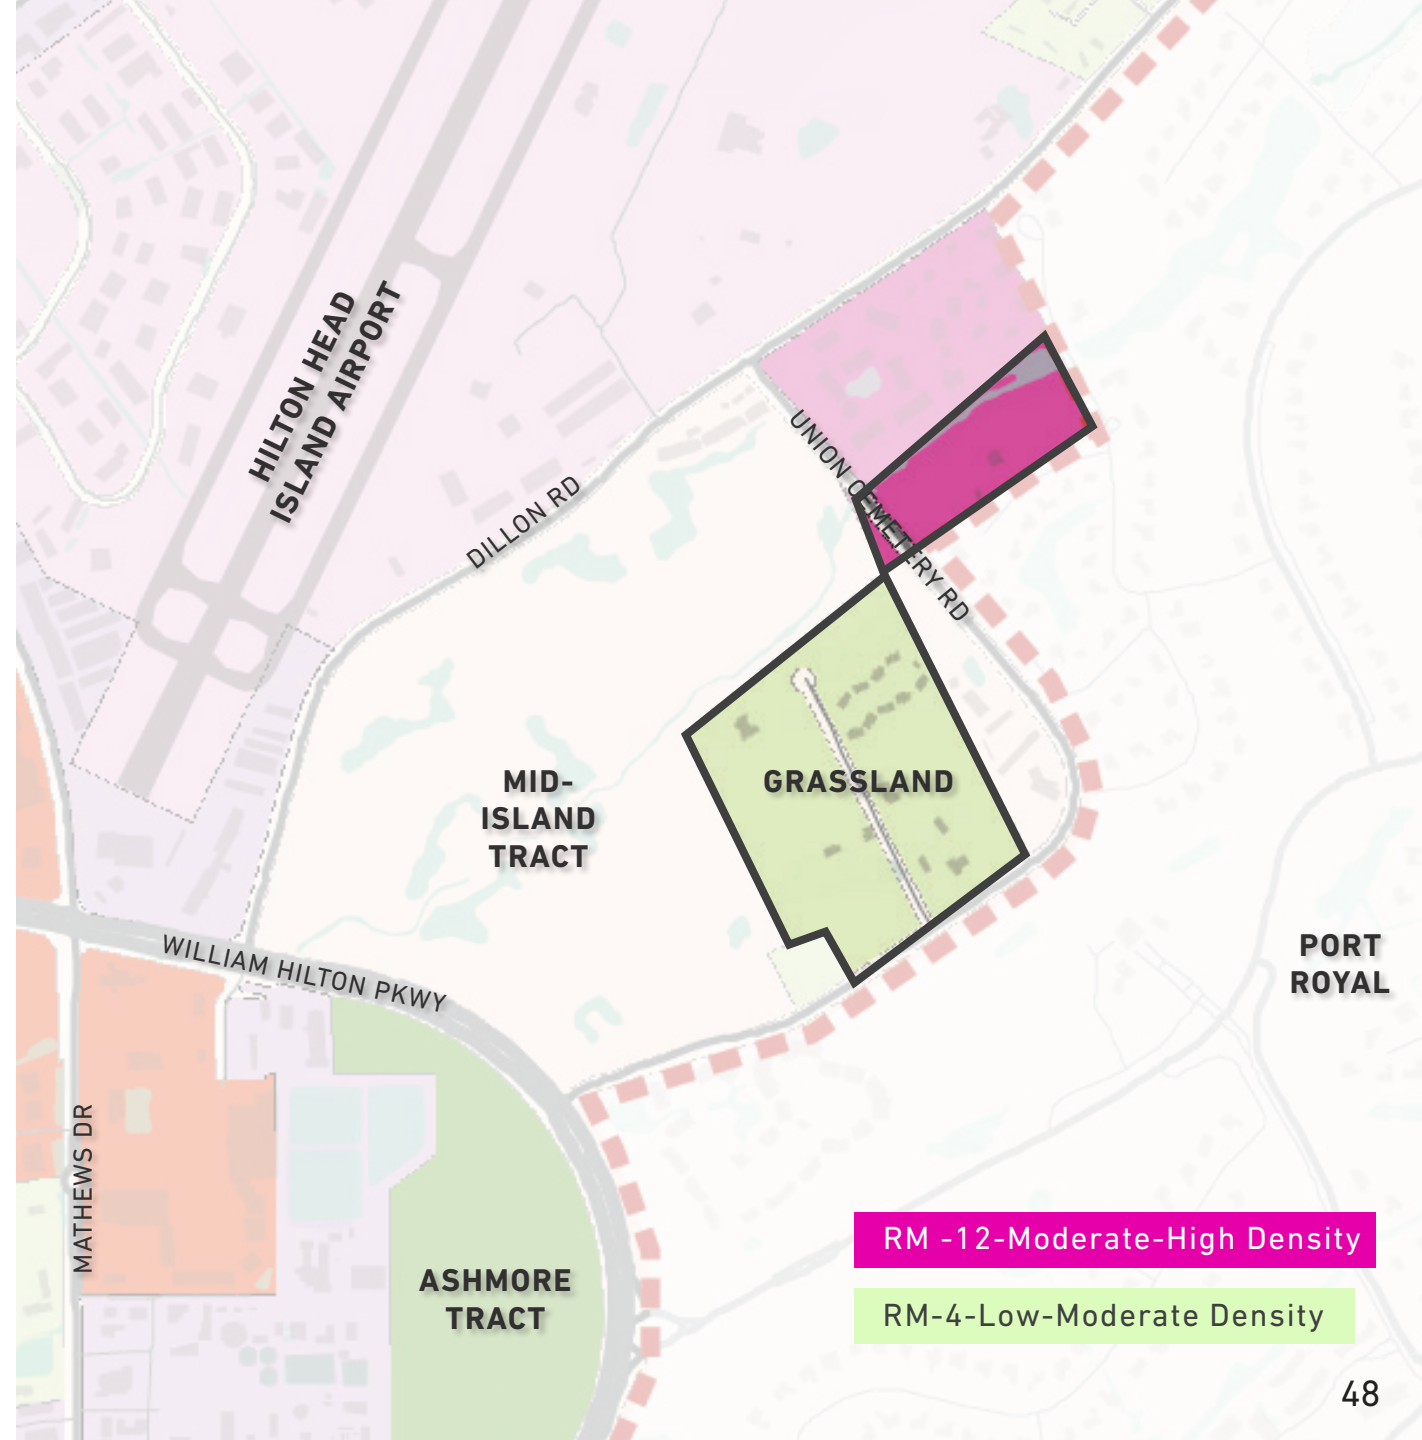 HILTON HEAD
ISLAND AIRPORT
UNION CEMETERY RD
DILLON RD
MID-
ISLAND
TRACT
GRASSLAND
WILLIAM HILTON PKWY
PORT
ROYAL
MATHEWS DR
ASHMORE
TRACT
RM -12-Moderate-High Density
RM-4-Low-Moderate Density
48